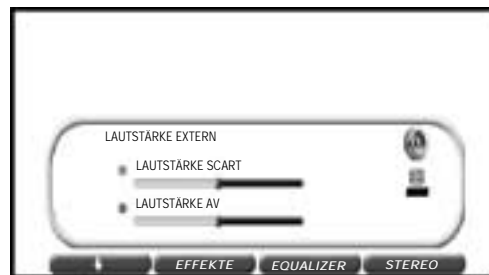 LAUTSTÄRKE EXTERN
LAUTSTÄRKE SCART
LAUTSTÄRKE AV
EFFEKTE EQUALIZER STEREO